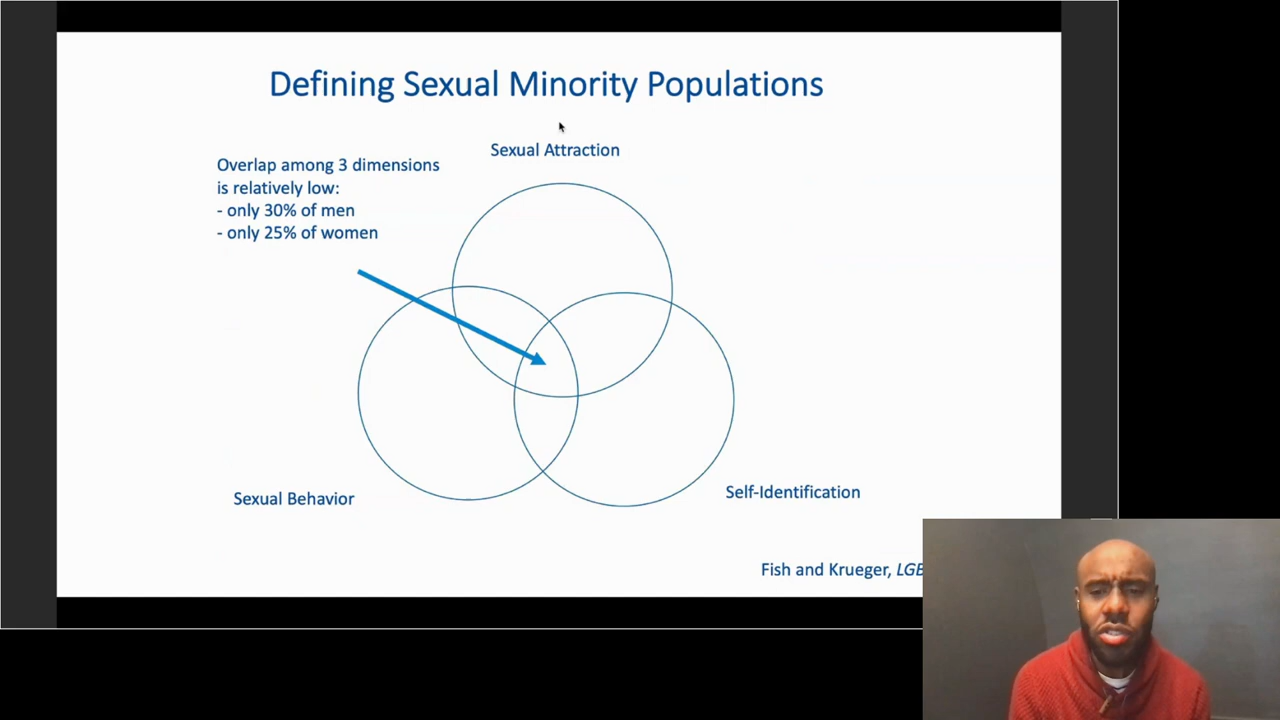 Defining Sexual Minority Populations
Sexual Attraction
Overlap among 3 dimensions
is relatively low:
- only 30% of men
- only 25% of women
Sexual Behavior
Self-Identification
Fish and Krueger, LGB